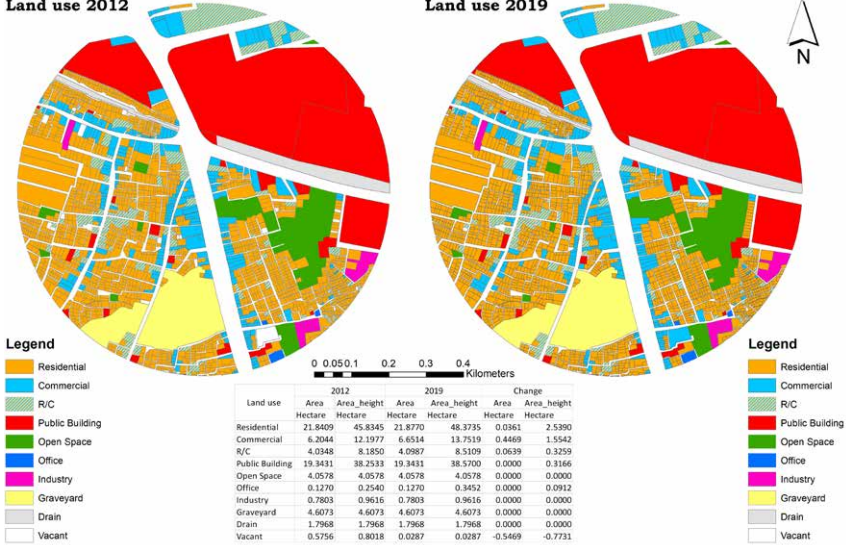 Land use 2012
Land use 2019
N
Legend
Residential
Commercial
R/C
Public Building
Open Space
Office
Industry
Graveyard
Drain
Vacant
0 0.050.1 0.2 0.3 0.4
Kilometers
Land use 2012 2019 Change
Area Area_height Area Area_height Area Area_height
Hectare Hectare Hectare Hectare Hectare Hectare
Residential 21.8409 45.8345 21.8770 48.3735 0.0361 2.5390
Commercial 6.2044 12.1977 6.6514 13.7519 0.4469 1.5542
R/C 4.0348 8.1850 4.0987 8.5109 0.0639 0.3259
Public Building 19.3431 38.2533 19.3431 38.5700 0.0000 0.3166
Open Space 4.0578 4.0578 4.0578 4.0578 0.0000 0.0000
Office 0.1270 0.2540 0.1270 0.3452 0.0000 0.0912
Industry 0.7803 0.9616 0.7803 0.9616 0.0000 0.0000
Graveyard 4.6073 4.6073 4.6073 4.6073 0.0000 0.0000
Drain 1.7968 1.7968 1.7968 1.7968 0.0000 0.0000
Vacant 0.5756 0.8018 0.0287 0.0287 -0.5469 -0.7731
Legend
Residential
Commercial
R/C
Public Building
Open Space
Office
Industry
Graveyard
Drain
Vacant